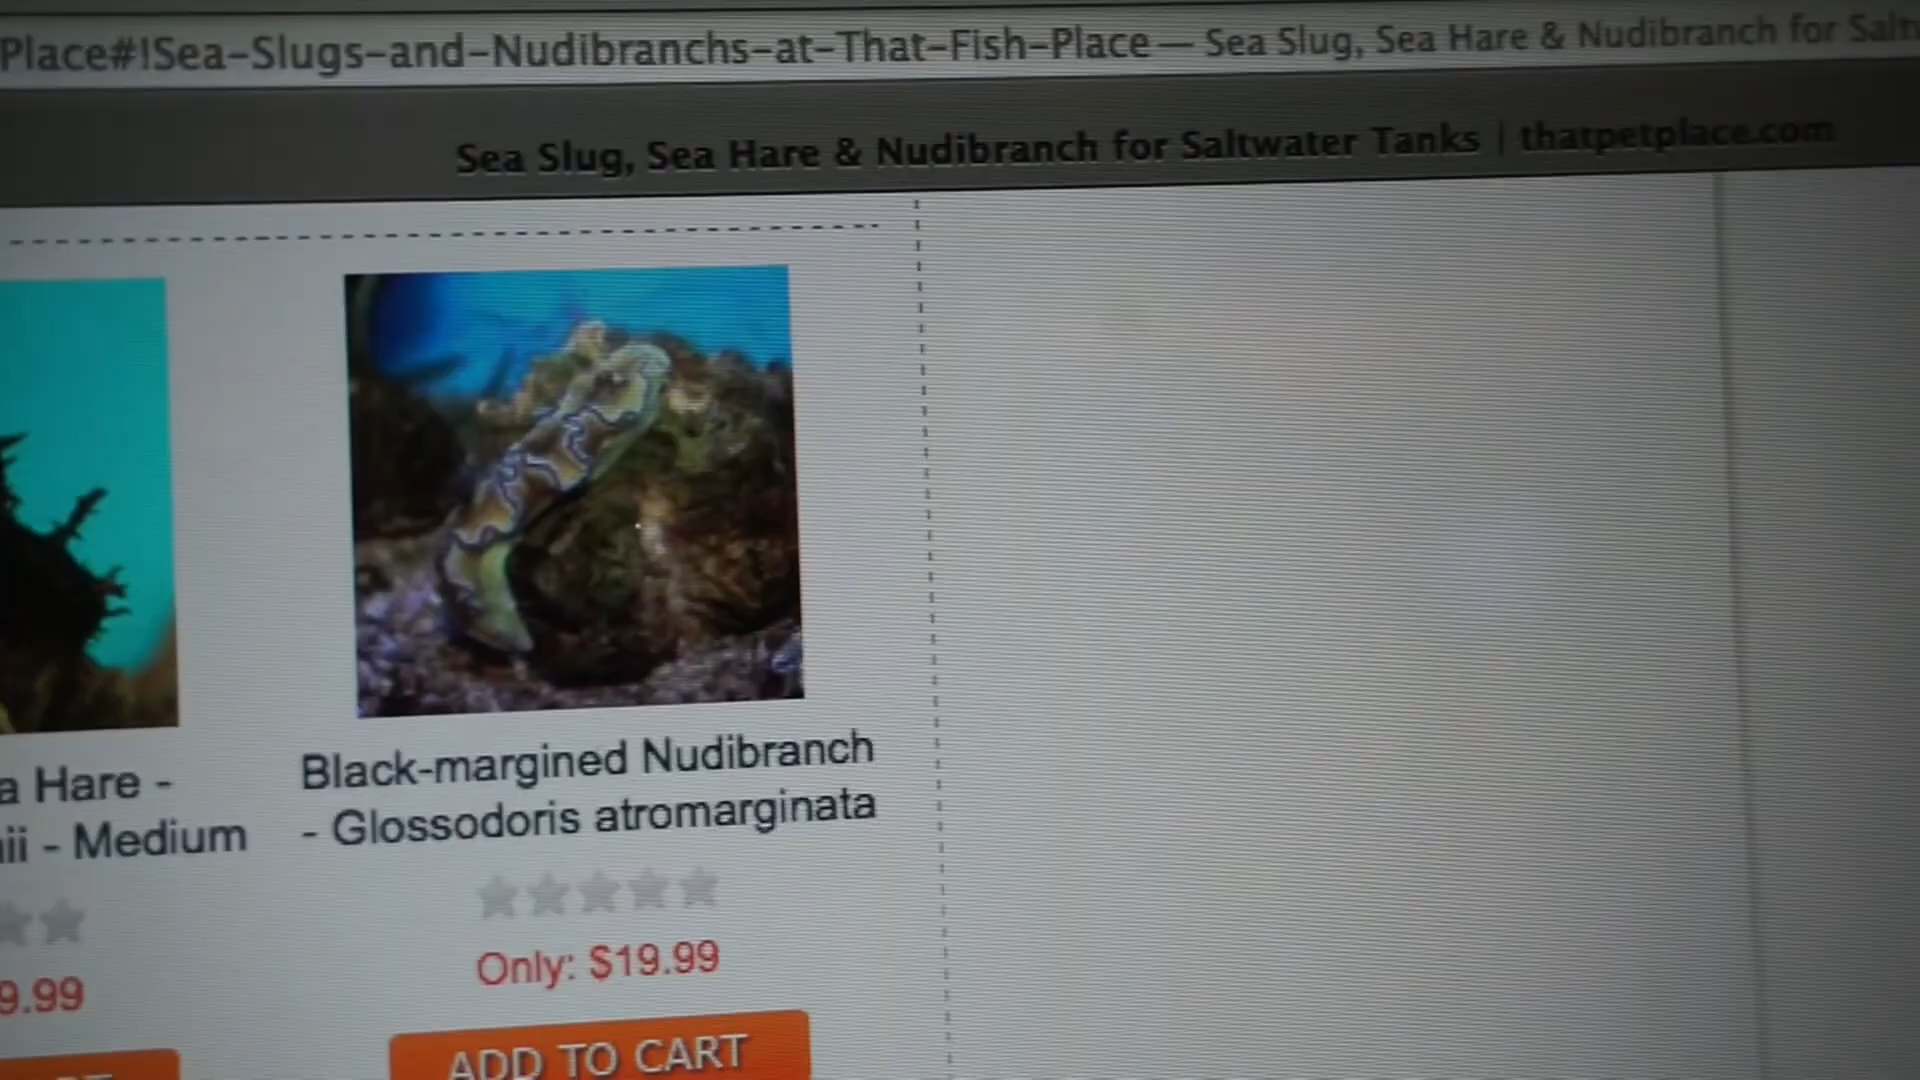 Place#!Sea-Slugs-and-Nudibranchs-at-That-Fish-Place— Sea Slug, Sea Hare & Nudibranch for Salt
Sea Slug, Sea Hare & Nudibranch for Saltwater Tanks | thatpetplace.com
a Hare -
ii - Medium
9.99
Black-margined Nudibranch
- Glossodoris atromarginata
Only: $19.99
ADD TO CART